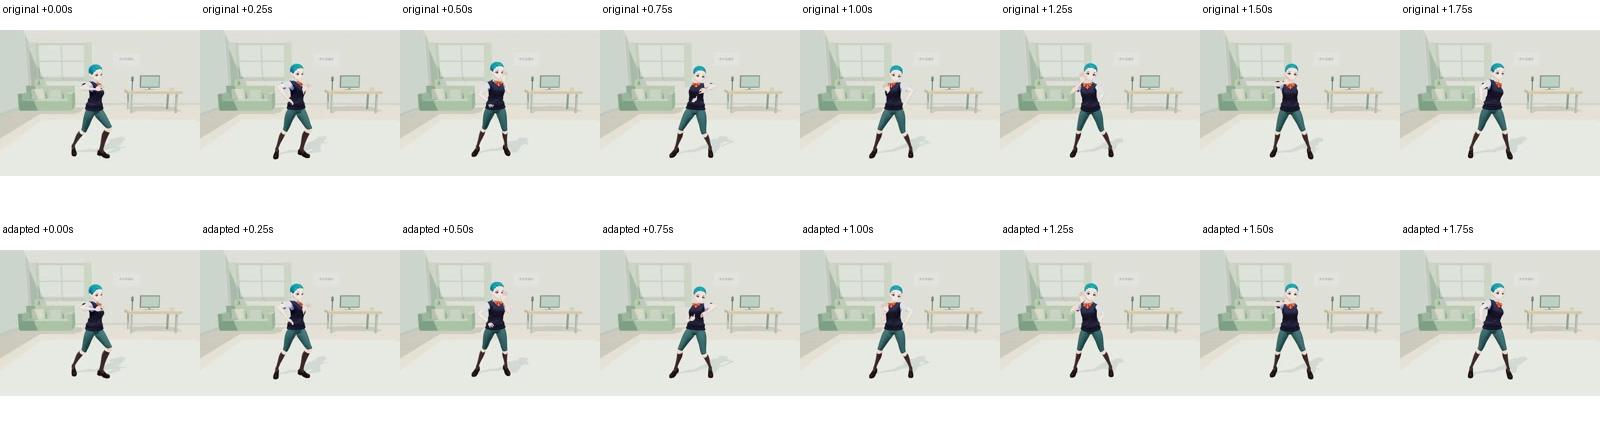 original +0.00s
original +0.25s
original +0.50s
original +0.75s
original +1.00s
original +1.25s
original +1.50s
original +1.75s
adapted +0.00s
adapted +0.25s
adapted +0.50s
adapted +0.75s
adapted +1.00s
adapted +1.25s
adapted +1.50s
adapted +1.75s